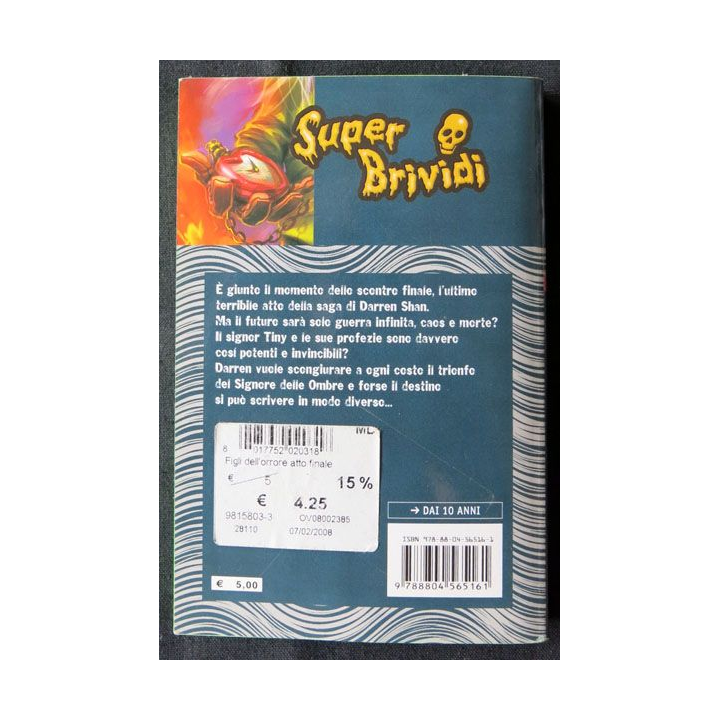 Super
Brividi
È giunto il momento dello scontro finale, l'ultimo
terribile atto della saga di Darren Shan.
Ma il futuro sarà solo guerra infinita, caos e morte?
Il signor Tiny e le sue profezie sono davvero
così potenti e invincibili?
Darren vuole scongiurare a ogni costo il trionfo
del Signore delle Ombre e forse il destino
si può scrivere in modo diverso...
ML
8 017752 020318
Figli dell'orrore atto finale
€ 5 15%
€ 4.25
9815803-3 OV08002385
28110 07/02/2008
→ DAI 10 ANNI
ISBN 978-88-04-56516-1
9 788804 565161
€ 5,00